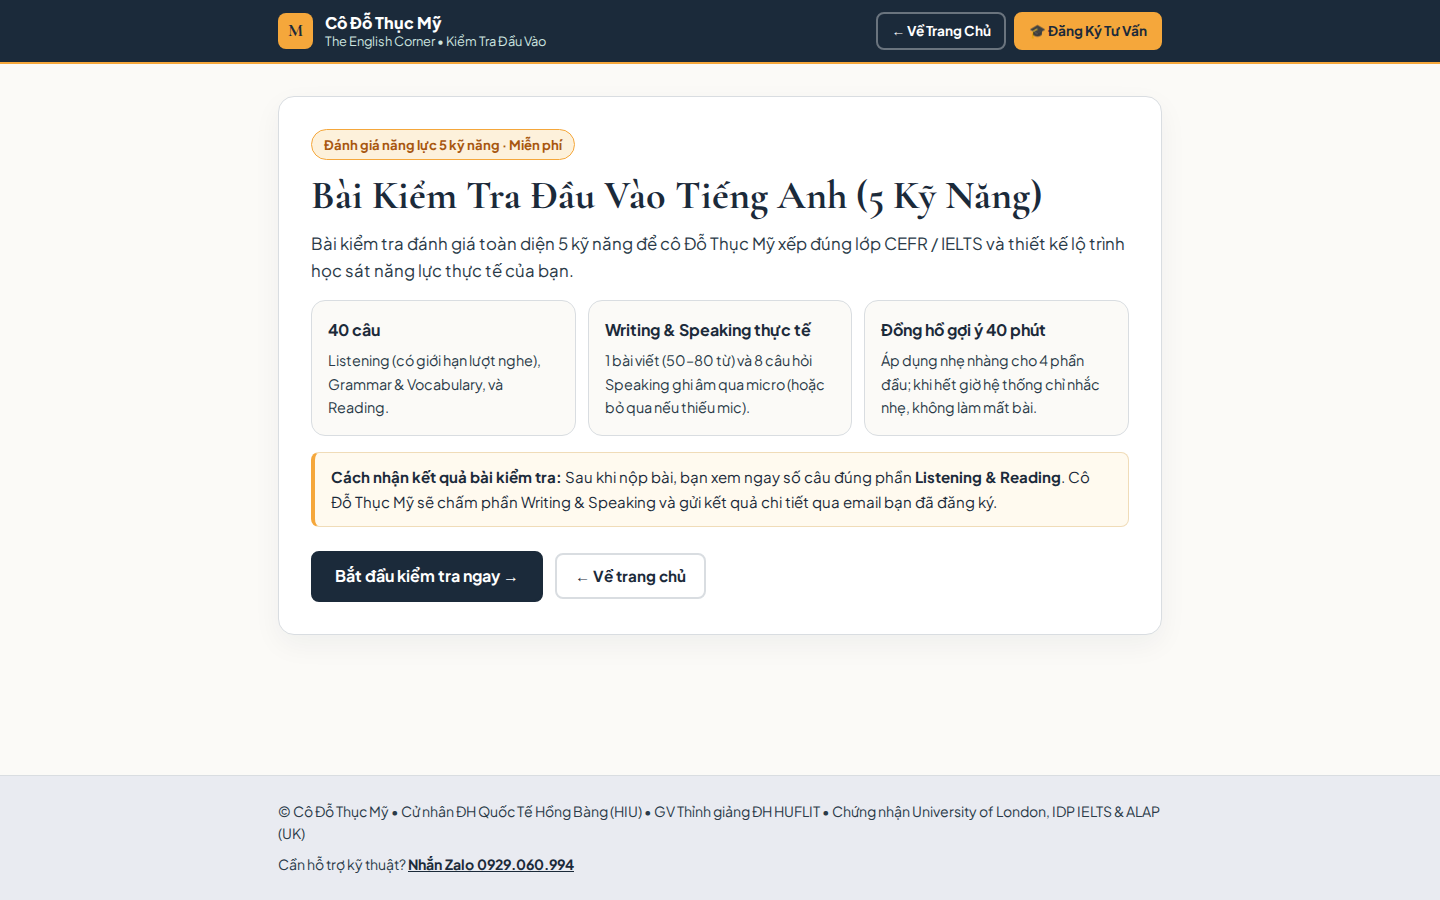 M
Cô Đỗ Thục Mỹ
The English Corner • Kiểm Tra Đầu Vào
← Về Trang Chủ
🎓 Đăng Ký Tư Vấn
Đánh giá năng lực 5 kỹ năng · Miễn phí
Bài Kiểm Tra Đầu Vào Tiếng Anh (5 Kỹ Năng)
Bài kiểm tra đánh giá toàn diện 5 kỹ năng để cô Đỗ Thục Mỹ xếp đúng lớp CEFR / IELTS và thiết kế lộ trình
học sát năng lực thực tế của bạn.
40 câu
Listening (có giới hạn lượt nghe),
Grammar & Vocabulary, và
Reading.
Writing & Speaking thực tế
1 bài viết (50–80 từ) và 8 câu hỏi
Speaking ghi âm qua micro (hoặc
bỏ qua nếu thiếu mic).
Đồng hồ gợi ý 40 phút
Áp dụng nhẹ nhàng cho 4 phần
đầu; khi hết giờ hệ thống chỉ nhắc
nhẹ, không làm mất bài.
Cách nhận kết quả bài kiểm tra: Sau khi nộp bài, bạn xem ngay số câu đúng phần Listening & Reading. Cô
Đỗ Thục Mỹ sẽ chấm phần Writing & Speaking và gửi kết quả chi tiết qua email bạn đã đăng ký.
Bắt đầu kiểm tra ngay →
← Về trang chủ
© Cô Đỗ Thục Mỹ • Cử nhân ĐH Quốc Tế Hồng Bàng (HIU) • GV Thỉnh giảng ĐH HUFLIT • Chứng nhận University of London, IDP IELTS & ALAP
(UK)
Cần hỗ trợ kỹ thuật? Nhắn Zalo 0929.060.994